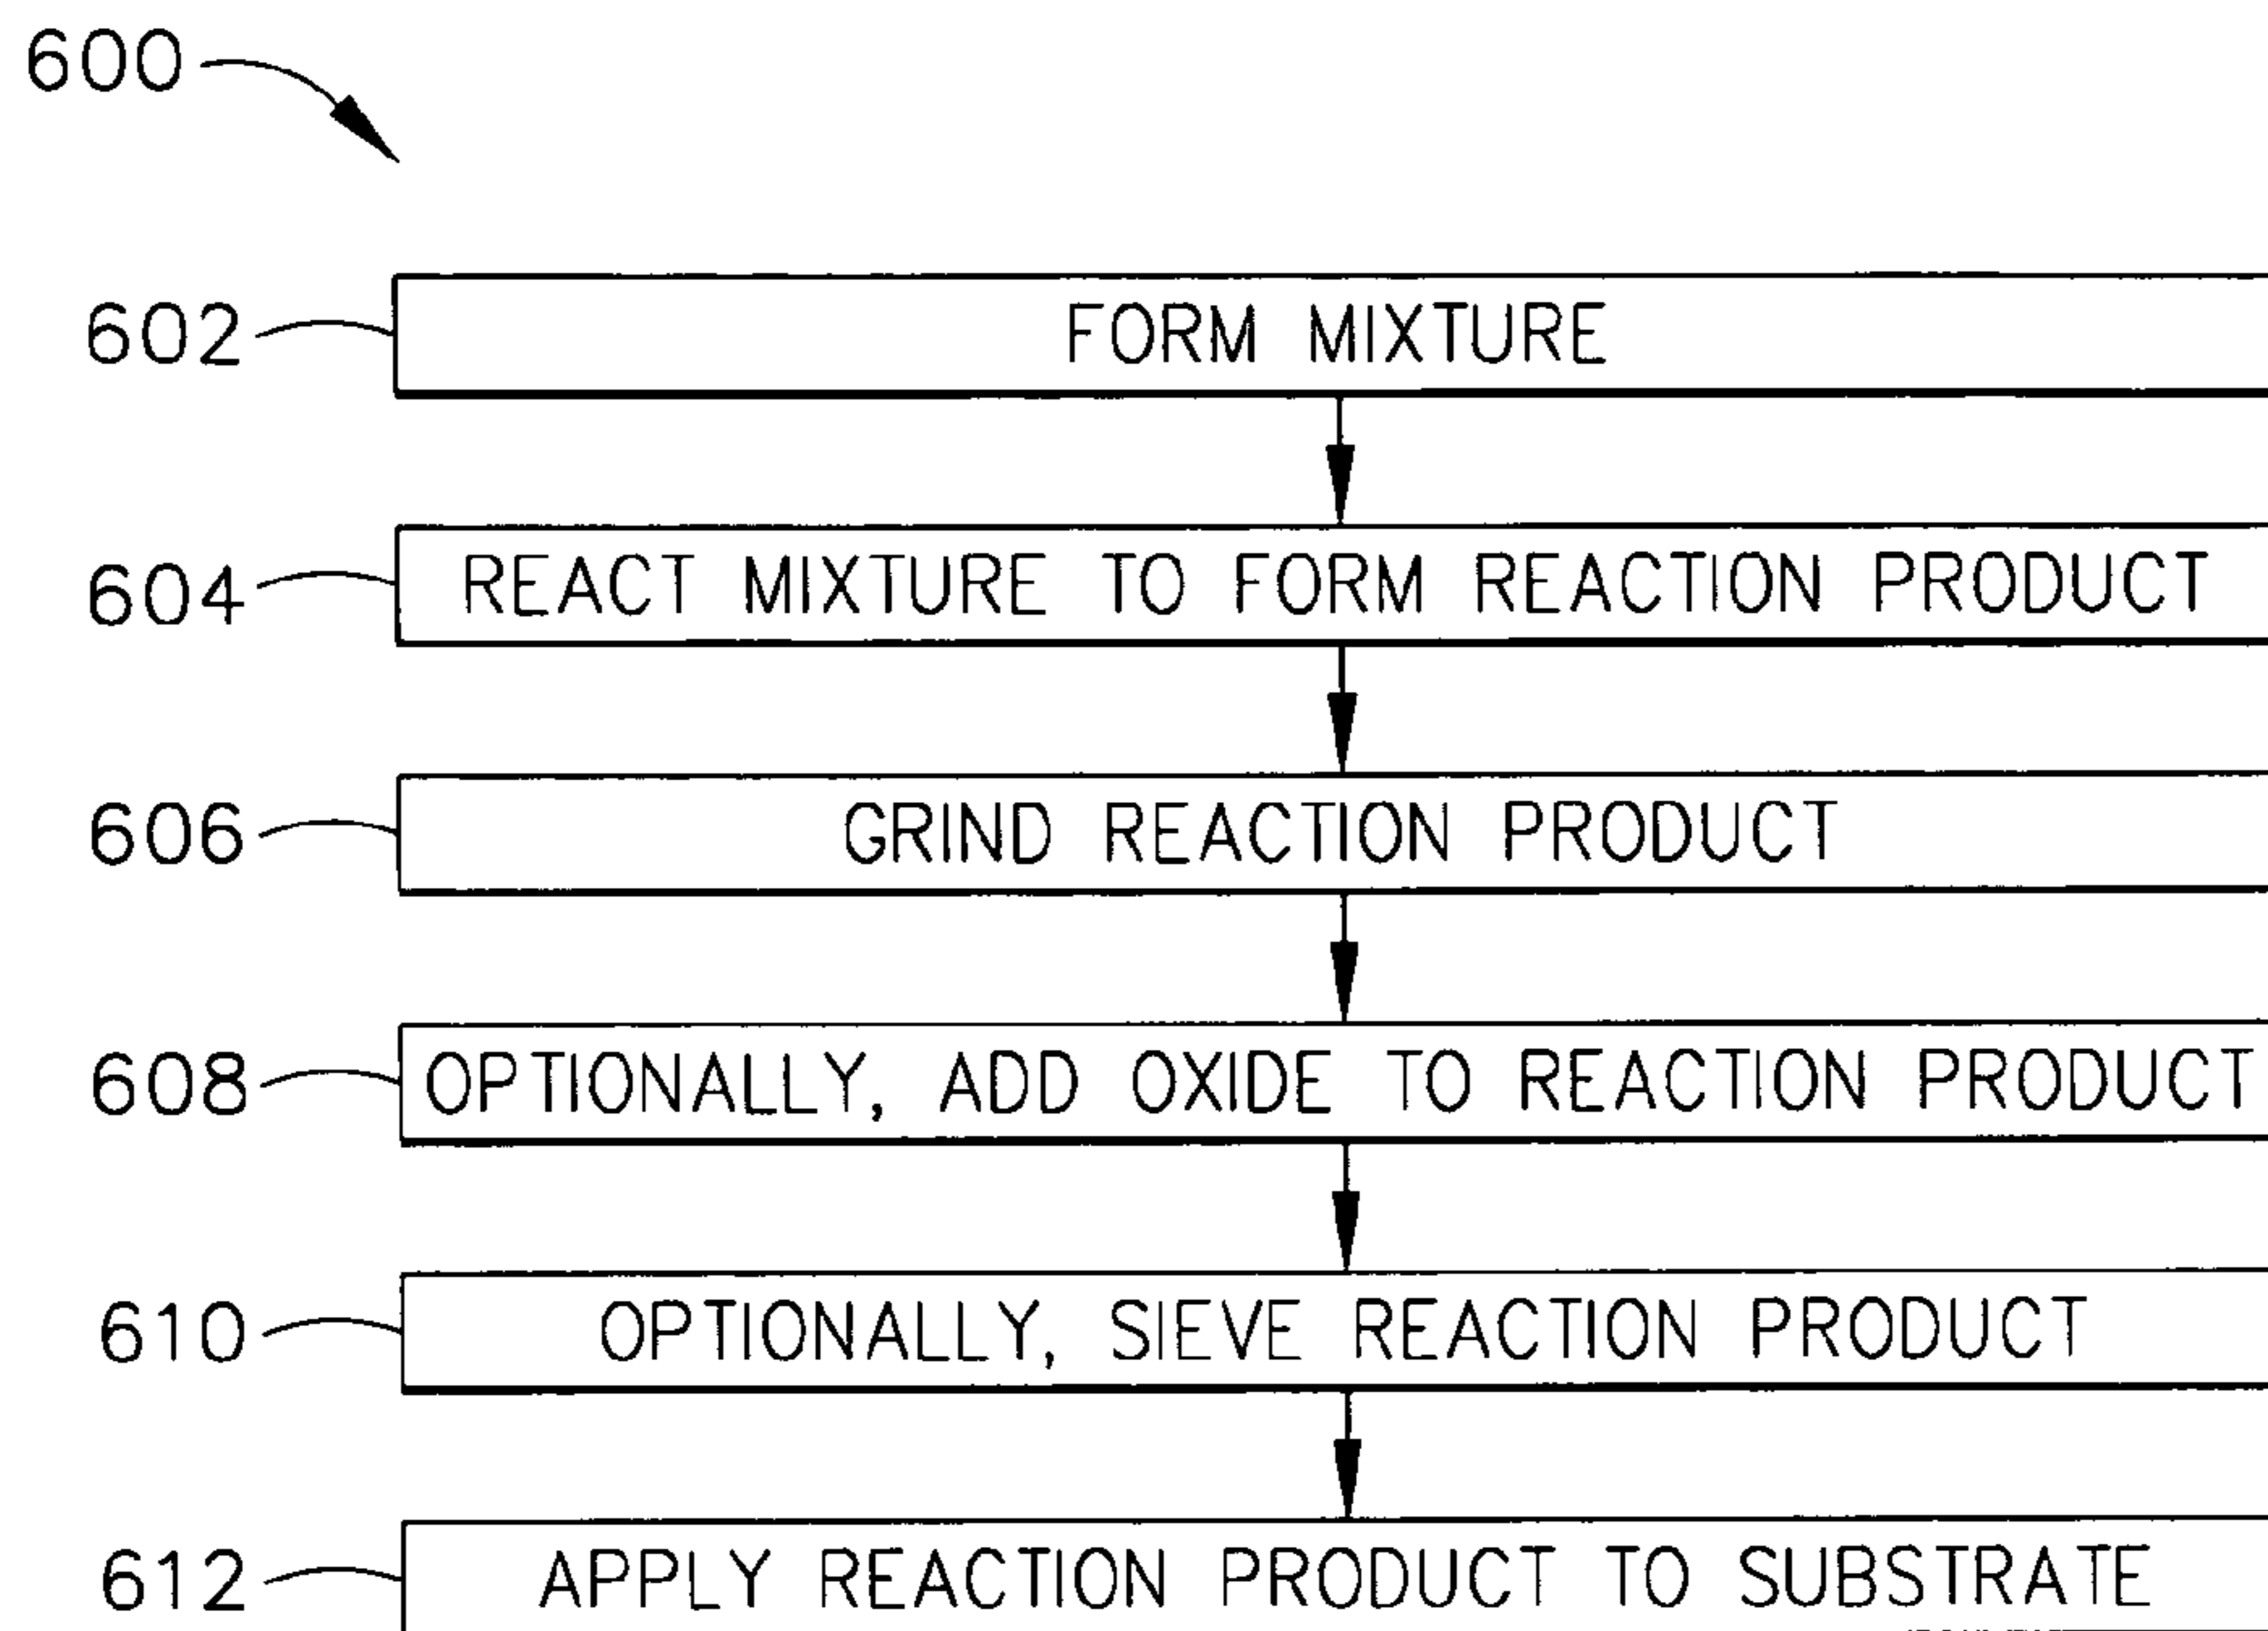 600
602 FORM MIXTURE
604 REACT MIXTURE TO FORM REACTION PRODUCT
606 GRIND REACTION PRODUCT
608 OPTIONALLY, ADD OXIDE TO REACTION PRODUCT
610 OPTIONALLY, SIEVE REACTION PRODUCT
612 APPLY REACTION PRODUCT TO SUBSTRATE